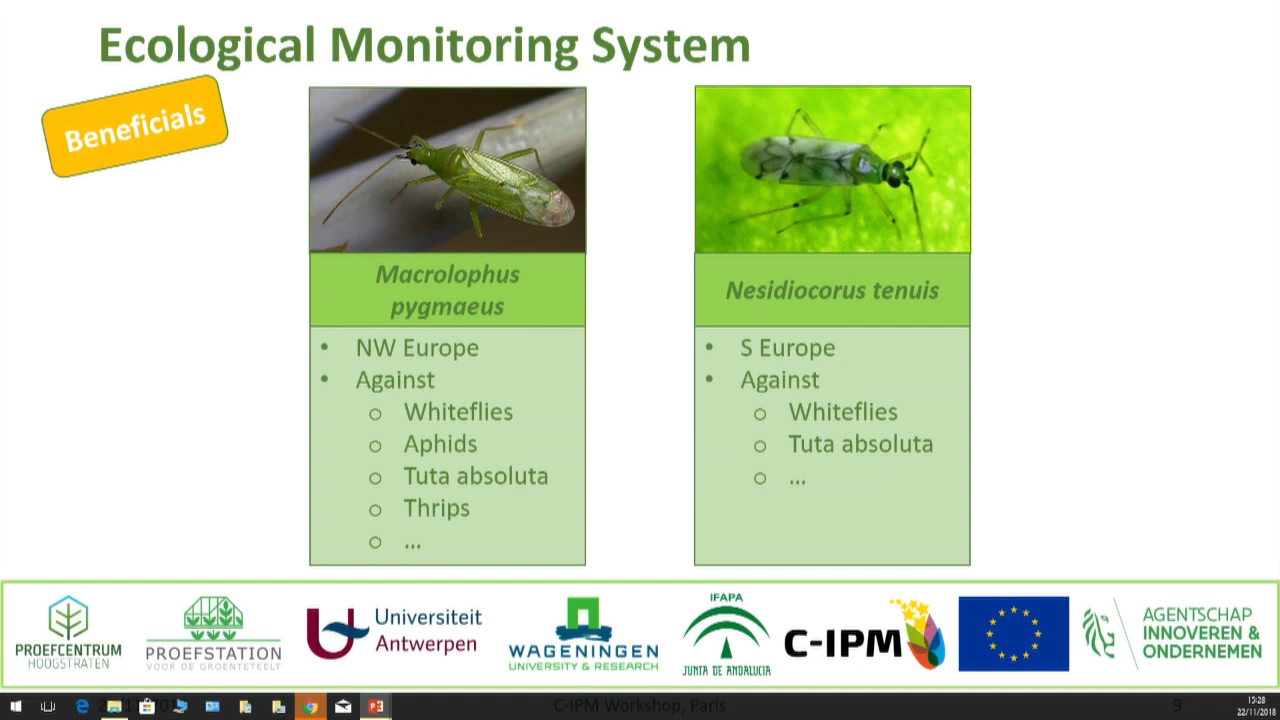 Ecological Monitoring System
Beneficials
Macrolophus
pygmaeus
• NW Europe
• Against
o Whiteflies
o Aphids
o Tuta absoluta
o Thrips
o ...
Nesidiocorus tenuis
• S Europe
• Against
o Whiteflies
o Tuta absoluta
o ...
PROEFCENTRUM
HOOGSTRATEN
PROEFSTATION
VOOR DE GROENTETEELT
Universiteit
Antwerpen
WAGENINGEN
UNIVERSITY & RESEARCH
IFAPA
JUNTA DE ANDALUCIA
C-IPM
AGENTSCHAP
INNOVEREN &
ONDERNEMEN
C-IPM Workshop, Paris
9
15:28
22/11/2018